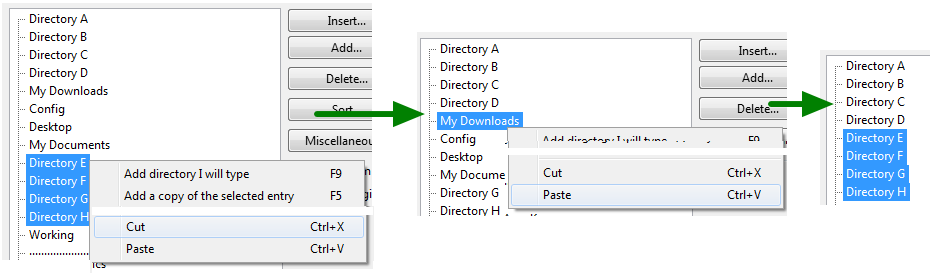 Directory A
Directory B
Directory C
Directory D
My Downloads
Config
Desktop
My Documents
Directory E
Directory F
Directory G
Directory H
Working
Insert...
Add...
Delete...
Sort...
Miscellaneou
Add directory I will type F9
Add a copy of the selected entry F5
Cut Ctrl+X
Paste Ctrl+V
Directory A
Directory B
Directory C
Directory D
My Downloads
Config
Desktop
My Docume
Directory G
Directory H
Insert...
Add...
Delete...
Add directory I will type F9
Cut Ctrl+X
Paste Ctrl+V
Directory A
Directory B
Directory C
Directory D
Directory E
Directory F
Directory G
Directory H